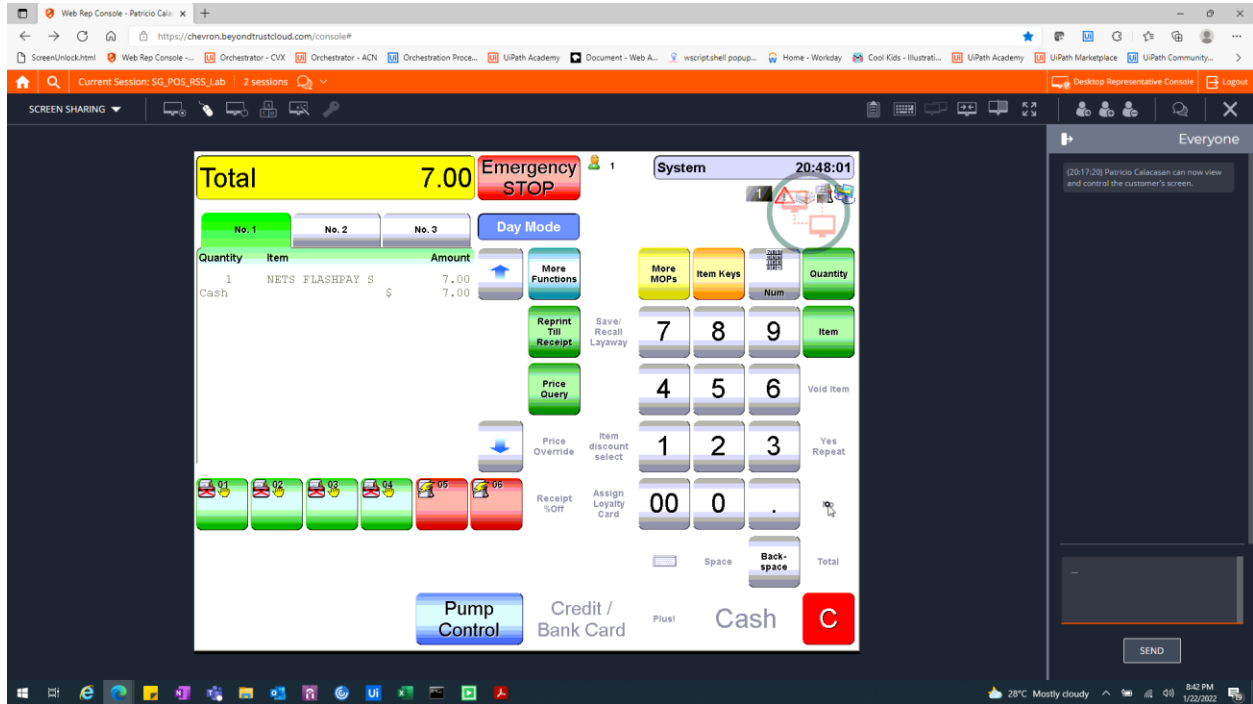 Web Rep Console - Patricio Cala
https://chevron.beyondtrustcloud.com/console#
ScreenUnlock.html Web Rep Console -... Orchestrator - CVX Orchestrator - ACN Orchestration Proce... UiPath Academy Document - Web A... wscript.shell popup... Home - Workday Cool Kids - Illustrati... UiPath Academy UiPath Marketplace UiPath Community...
Current Session: SG_POS_RSS_Lab 2 sessions Desktop Representative Console Logout
SCREEN SHARING
Everyone
(20:17:20) Patricio Calacasan can now view
and control the customer's screen.
Total 7.00
Emergency
STOP
1
System 20:48:01
1
No. 1 No. 2 No. 3
Day Mode
Quantity Item Amount
1 NETS FLASHPAY S 7.00
Cash $ 7.00
More
Functions
More
MOPs
Item Keys
Num
Quantity
Reprint
Till
Receipt
Save/
Recall
Layaway
7 8 9
Item
Price
Query
4 5 6
Void Item
Price
Override
Item
discount
select
1 2 3
Yes
Repeat
01 02 03 04 05 06
Receipt
%Off
Assign
Loyalty
Card
00 0 .
Space
Back-
space
Total
Pump
Control
Credit /
Bank Card
Plus!
Cash
C
SEND
28°C Mostly cloudy
8:42 PM
1/22/2022